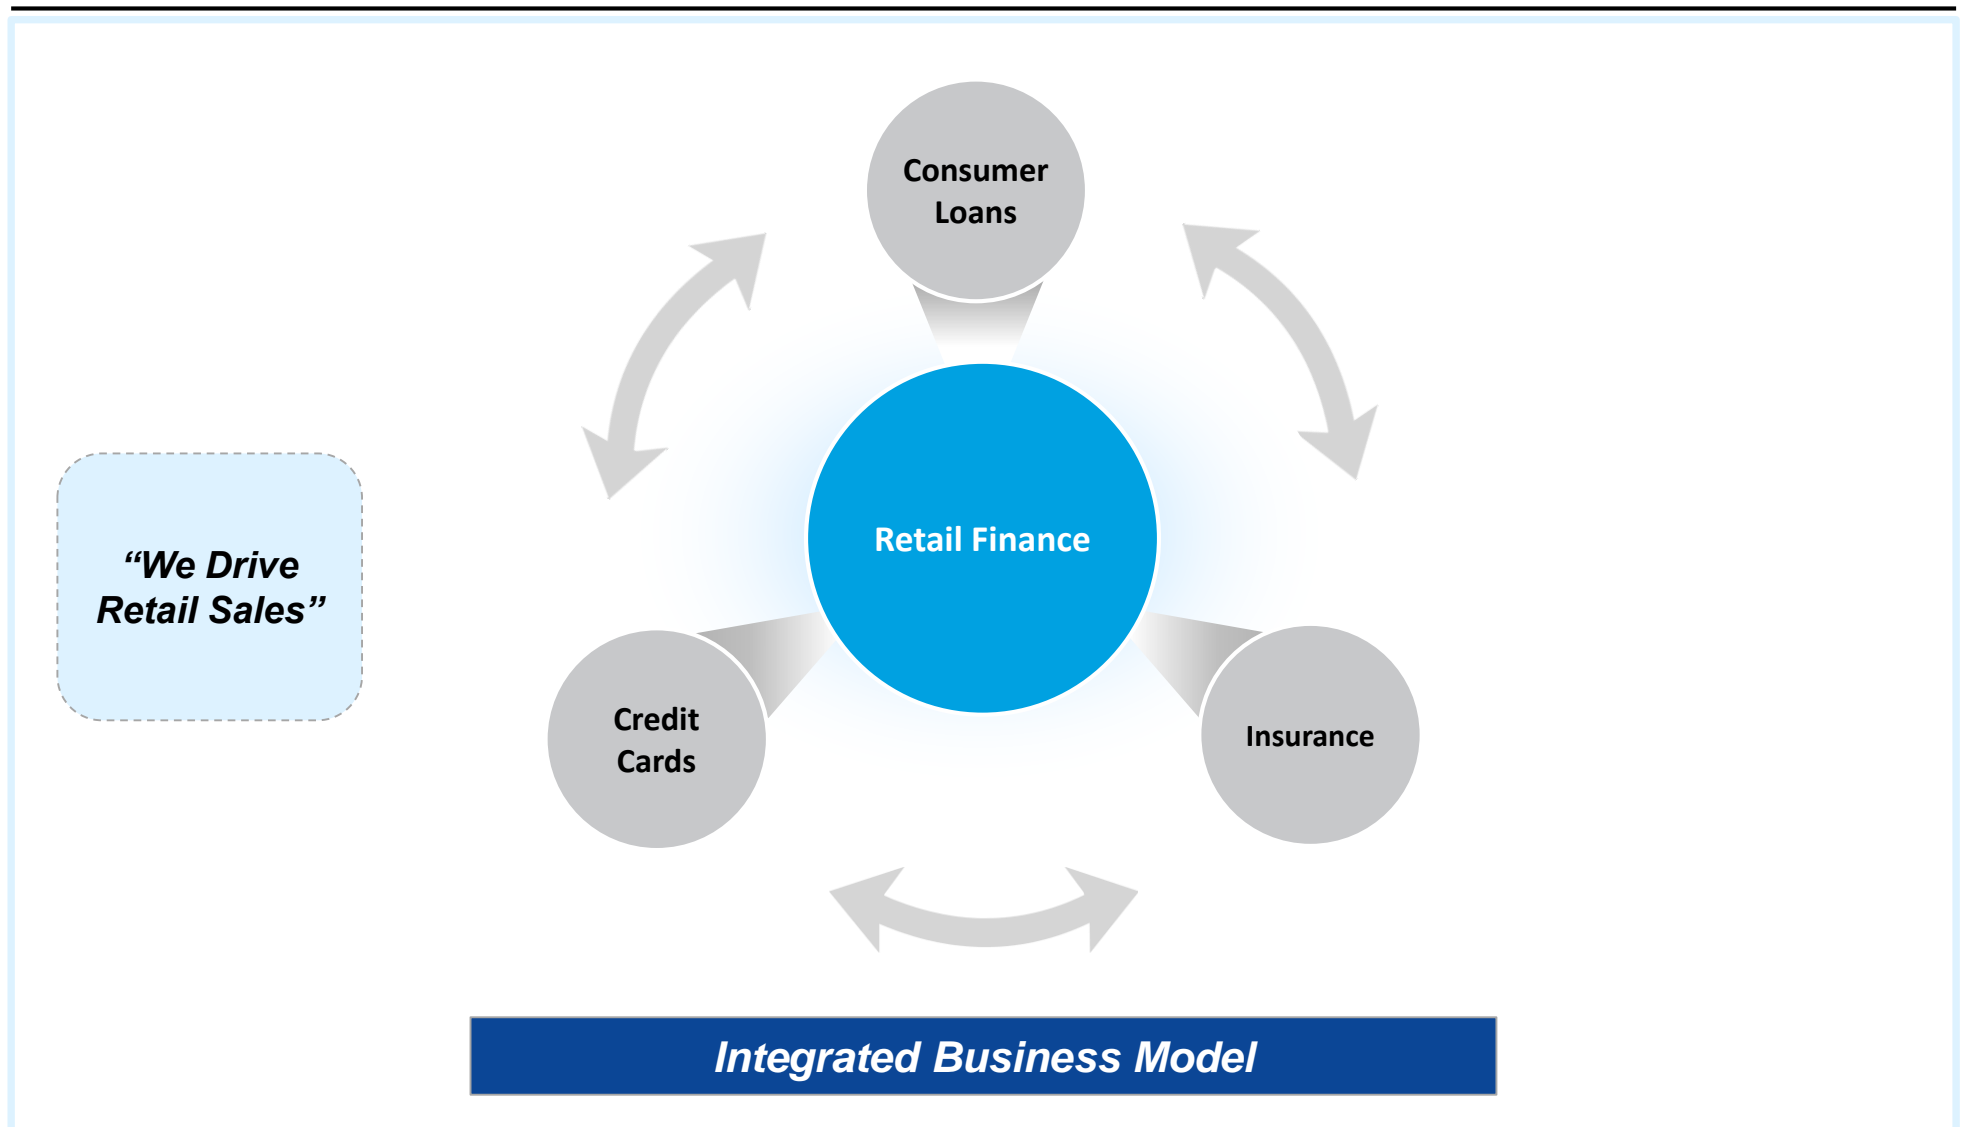 Consumer
Loans
Retail Finance
“We Drive
Retail Sales”
Credit
Cards
Insurance
Integrated Business Model